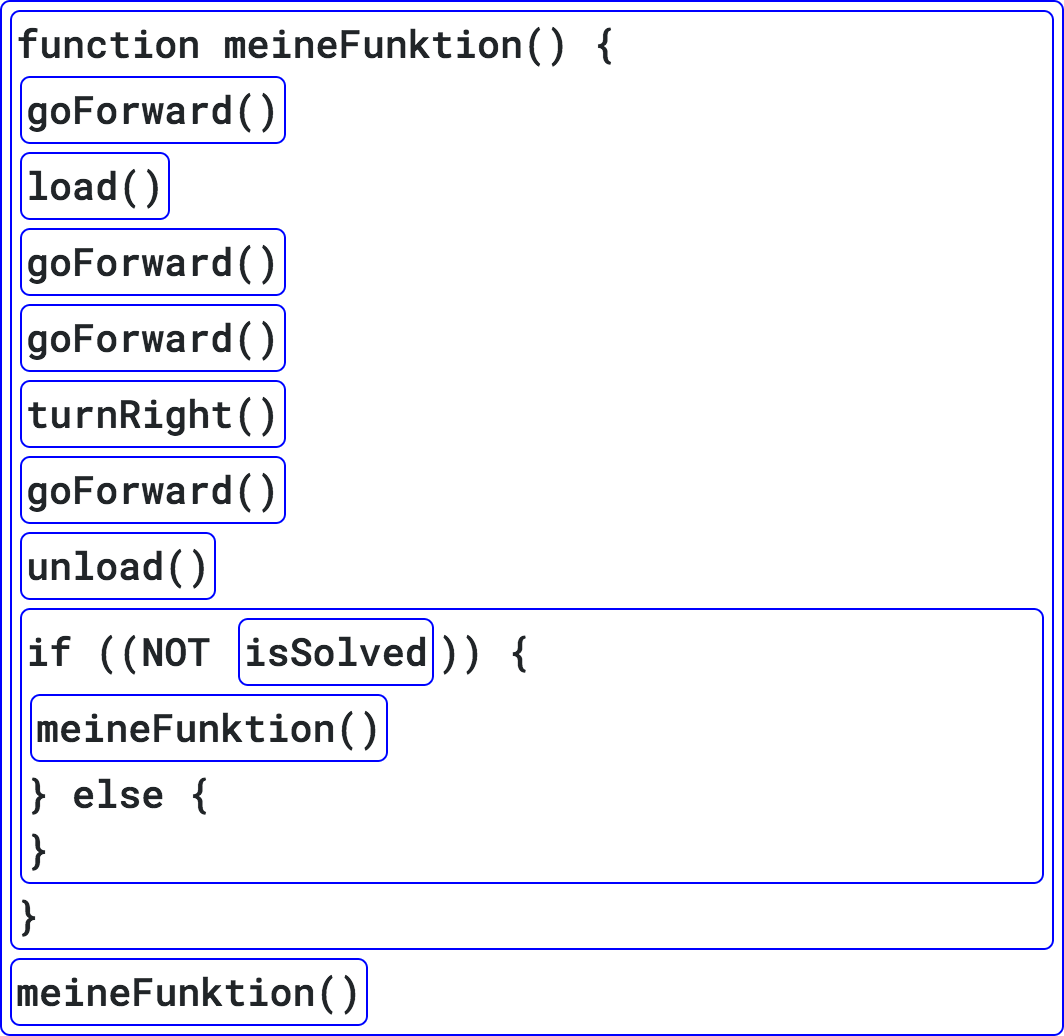 function meineFunktion() {
goForward()
load()
goForward()
goForward()
turnRight()
goForward()
unload()
if ((NOT isSolved)) {
meineFunktion()
} else {
}
}
meineFunktion()